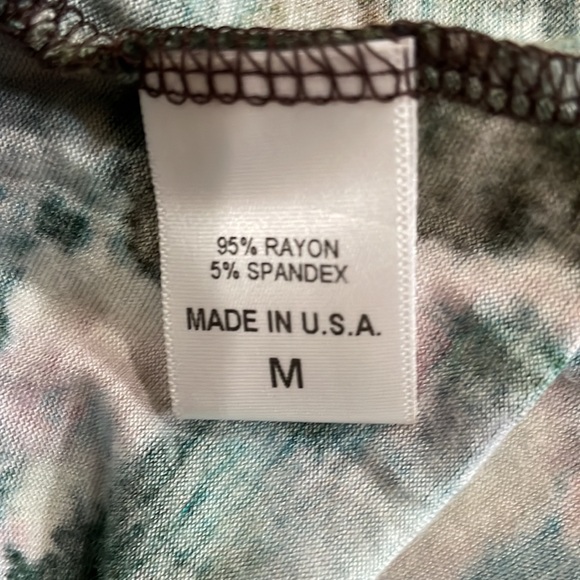 95% RAYON
5% SPANDEX
MADE IN U.S.A.
M